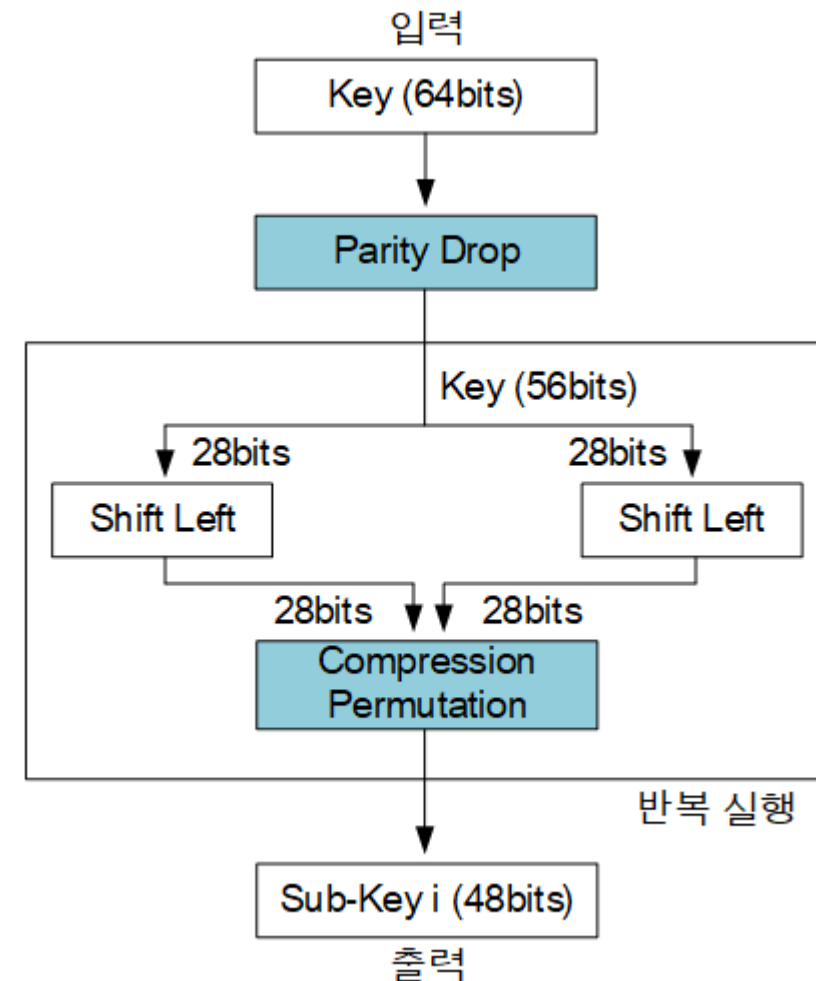 입력
Key (64bits)
Parity Drop
Key (56bits)
28bits
28bits
Shift Left
Shift Left
28bits
28bits
Compression
Permutation
반복 실행
Sub-Key i (48bits)
출력